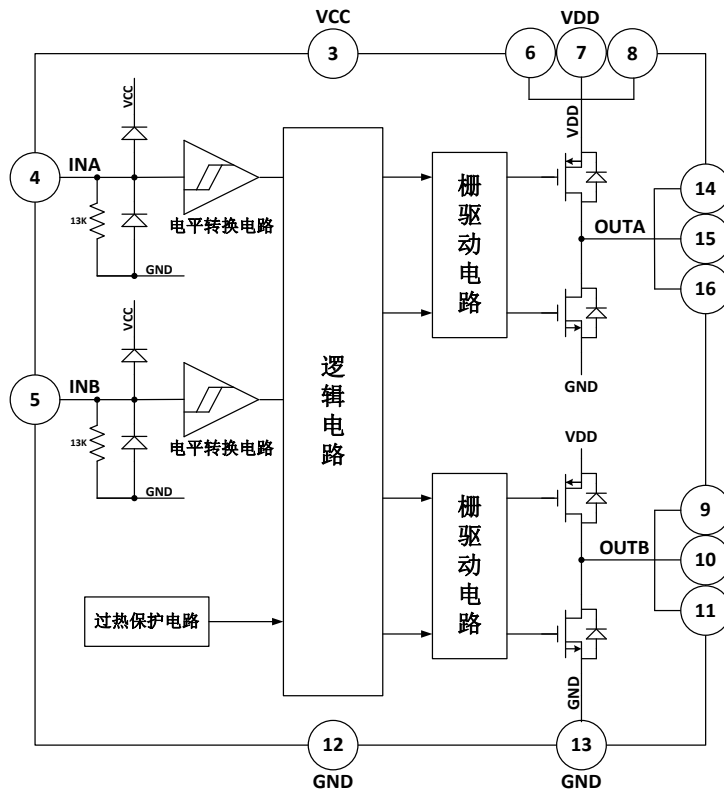 VCC
3
VDD
6
7
8
VCC
VDD
4
INA
13K
GND
电平转换电路
栅驱动电路
OUTA
14
15
16
GND
VCC
5
INB
13K
GND
电平转换电路
逻辑电路
VDD
栅驱动电路
OUTB
9
10
11
过热保护电路
GND
12
GND
13
GND